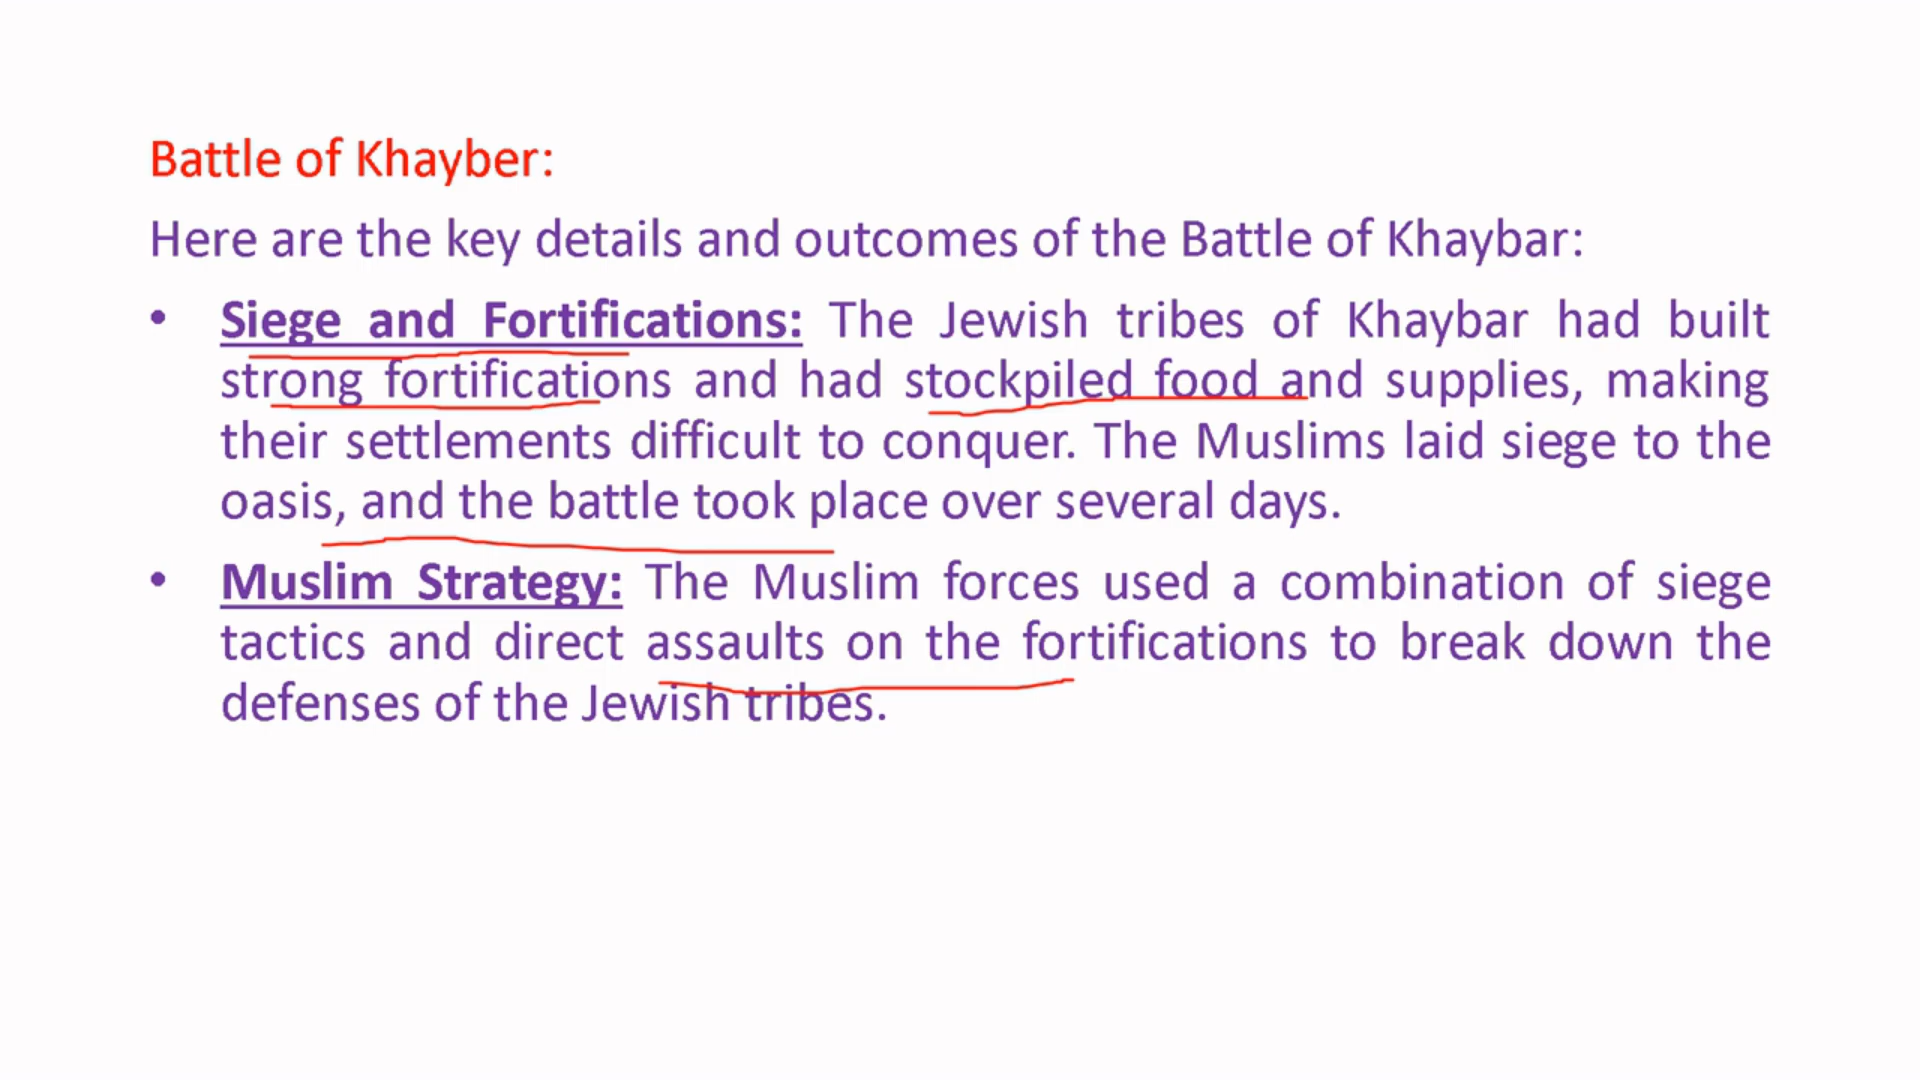 Battle of Khayber:
Here are the key details and outcomes of the Battle of Khaybar:
• Siege and Fortifications: The Jewish tribes of Khaybar had built
strong fortifications and had stockpiled food and supplies, making
their settlements difficult to conquer. The Muslims laid siege to the
oasis, and the battle took place over several days.
• Muslim Strategy: The Muslim forces used a combination of siege
tactics and direct assaults on the fortifications to break down the
defenses of the Jewish tribes.